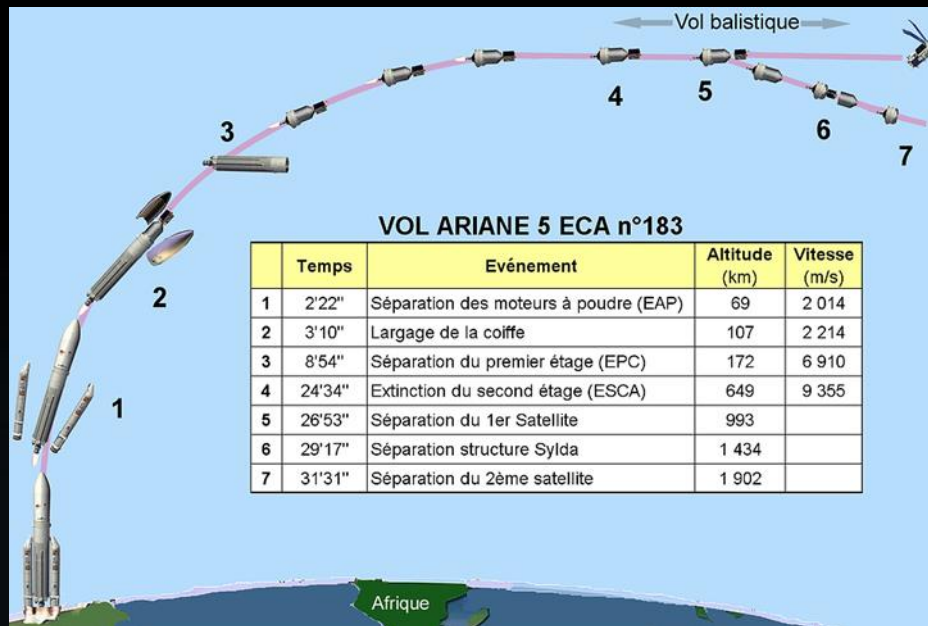 Vol balistique
4
5
3
6
7
2
1
VOL ARIANE 5 ECA n°183
Temps Evénement Altitude (km) Vitesse (m/s)
1 2'22" Séparation des moteurs à poudre (EAP) 69 2 014
2 3'10" Largage de la coiffe 107 2 214
3 8'54" Séparation du premier étage (EPC) 172 6 910
4 24'34" Extinction du second étage (ESCA) 649 9 355
5 26'53" Séparation du 1er Satellite 993
6 29'17" Séparation structure Sylda 1 434
7 31'31" Séparation du 2ème satellite 1 902
Afrique